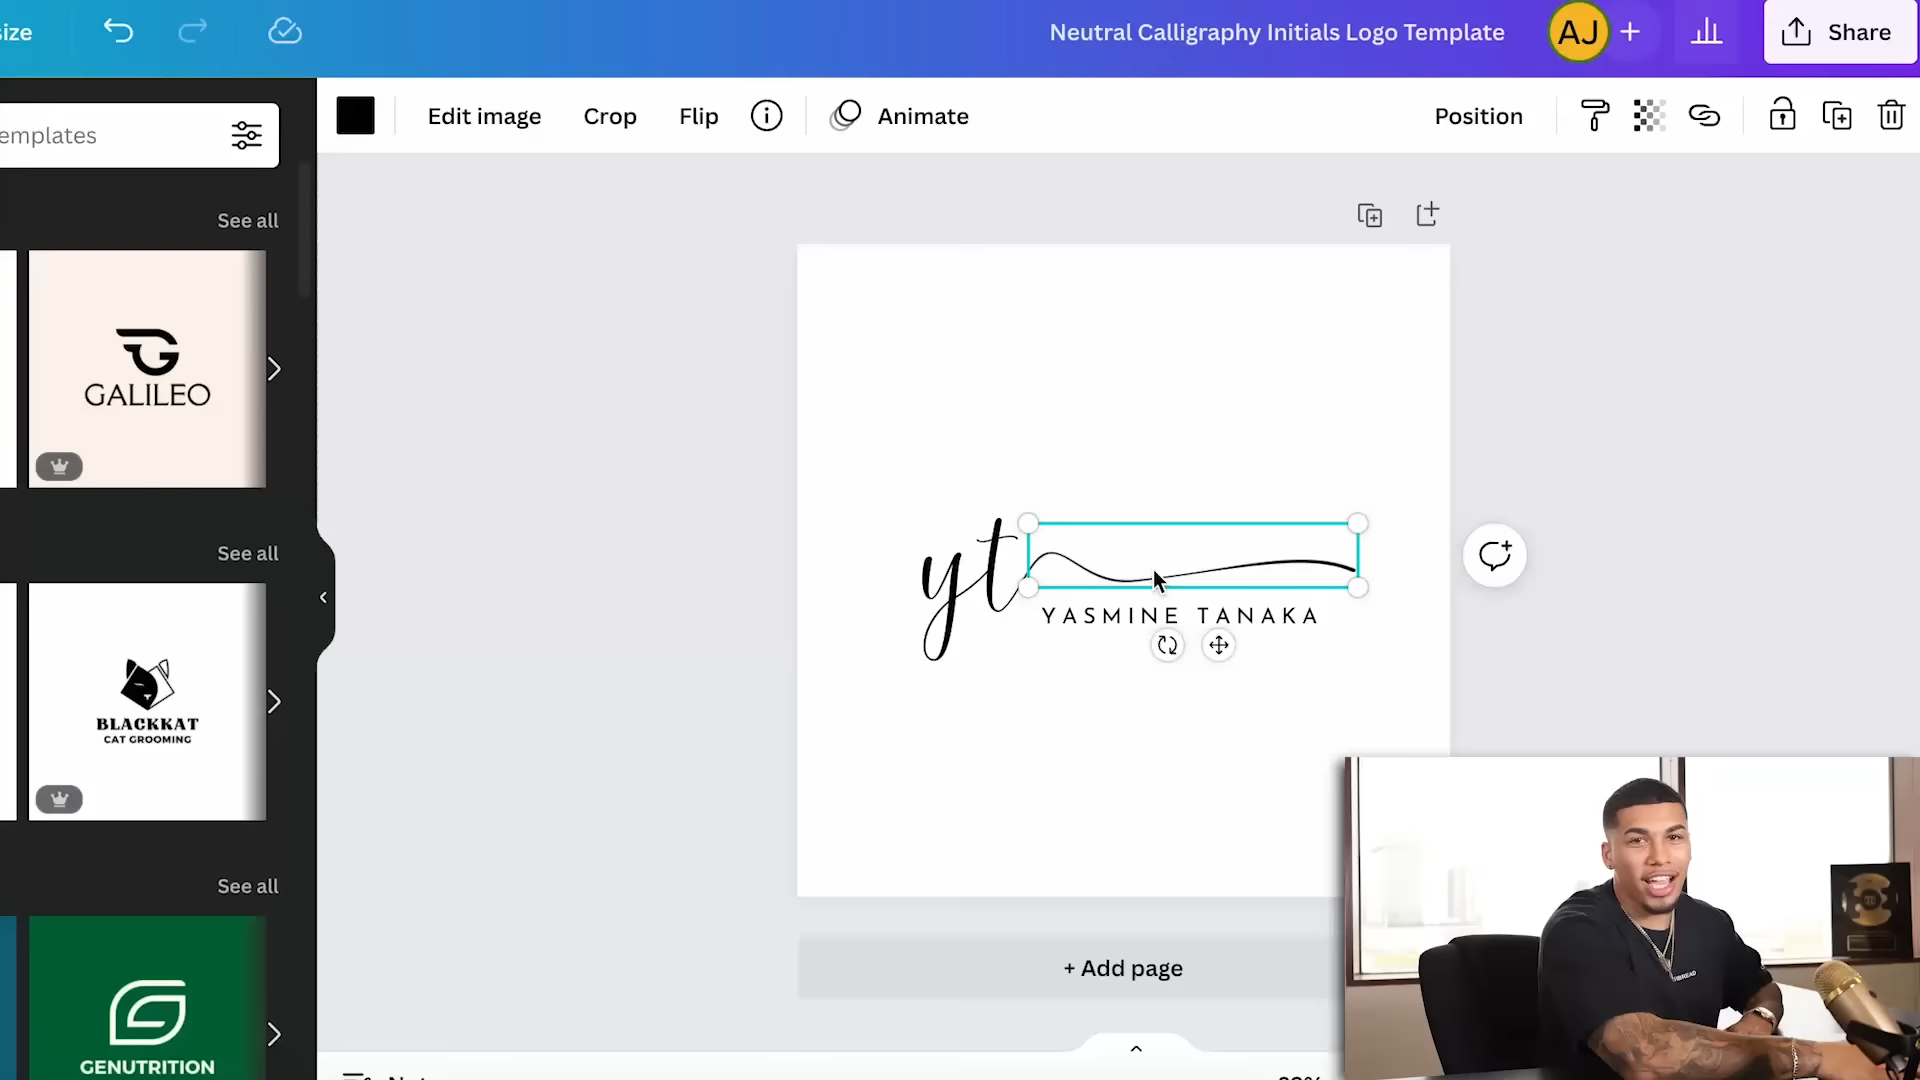 ize
Neutral Calligraphy Initials Logo Template
AJ
Share
Edit image
Crop
Flip
Animate
Position
emplates
See all
GALILEO
See all
BLACKKAT
CAT GROOMING
See all
GENUTRITION
yt
YASMINE TANAKA
+ Add page